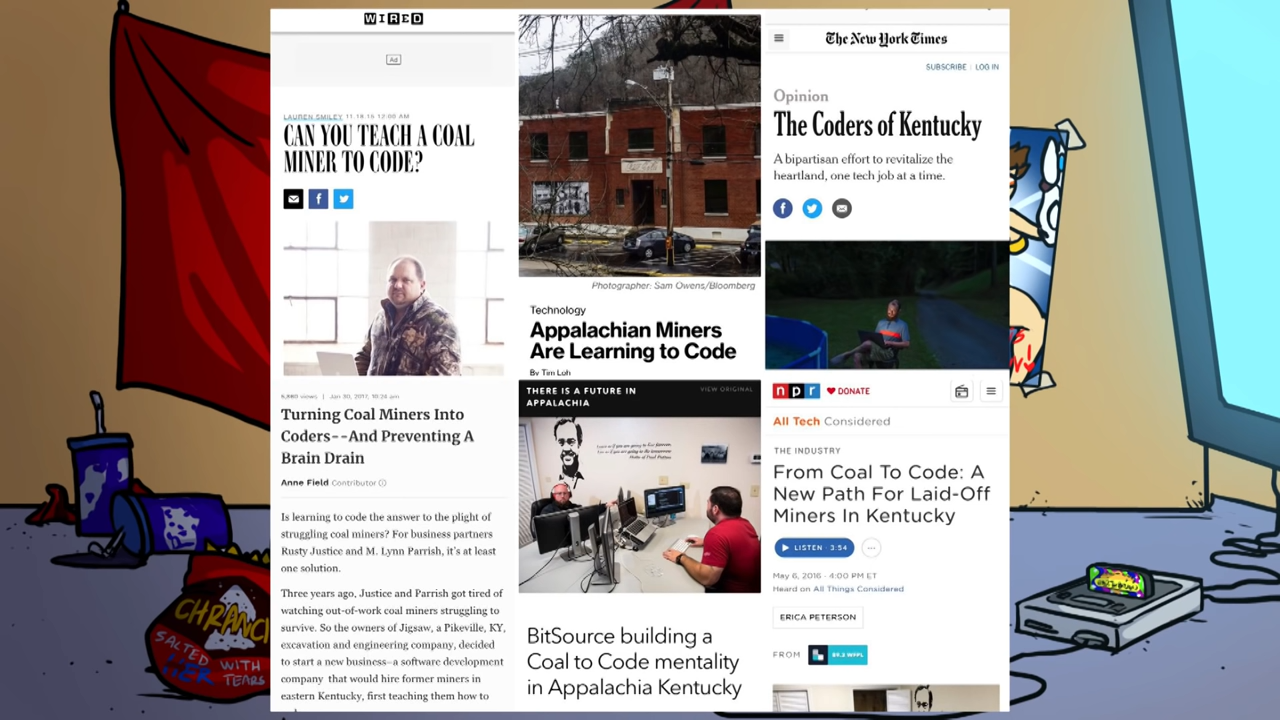 WIRED
Ad
LAUREN SMILEY 11.18.15 12:00 AM
CAN YOU TEACH A COAL
MINER TO CODE?
6,880 views | Jan 30, 2017, 10:24 am
Turning Coal Miners Into
Coders--And Preventing A
Brain Drain
Anne Field Contributor
Is learning to code the answer to the plight of
struggling coal miners? For business partners
Rusty Justice and M. Lynn Parrish, it's at least
one solution.
Three years ago, Justice and Parrish got tired of
watching out-of-work coal miners struggling to
survive. So the owners of Jigsaw, a Pikeville, KY,
excavation and engineering company, decided
to start a new business–a software development
company that would hire former miners in
eastern Kentucky, first teaching them how to
Photographer: Sam Owens/Bloomberg
Technology
Appalachian Miners
Are Learning to Code
By Tim Loh
THERE IS A FUTURE IN
APPALACHIA
VIEW ORIGINAL
BitSource building a
Coal to Code mentality
in Appalachia Kentucky
The New York Times
SUBSCRIBE | LOG IN
Opinion
The Coders of Kentucky
A bipartisan effort to revitalize the
heartland, one tech job at a time.
npr DONATE
All Tech Considered
THE INDUSTRY
From Coal To Code: A
New Path For Laid-Off
Miners In Kentucky
LISTEN · 3:54
May 6, 2016 · 4:00 PM ET
Heard on All Things Considered
ERICA PETERSON
FROM 89.3 WFPL
SALTED WITH
TEARS